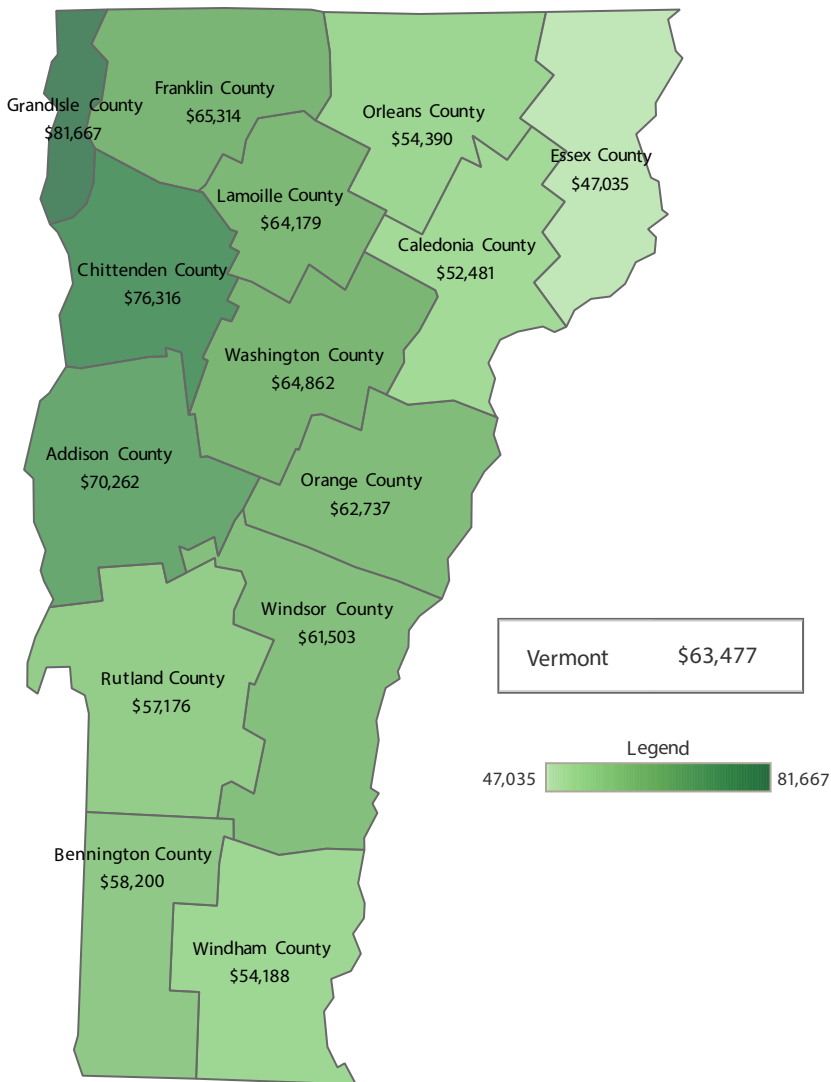 Franklin County
$65,314
GrandIsle County
$81,667
Orleans County
$54,390
Essex County
$47,035
Lamoille County
$64,179
Caledonia County
$52,481
Chittenden County
$76,316
Washington County
$64,862
Addison County
$70,262
Orange County
$62,737
Windsor County
$61,503
Vermont $63,477
Rutland County
$57,176
Legend
47,035 81,667
Bennington County
$58,200
Windham County
$54,188